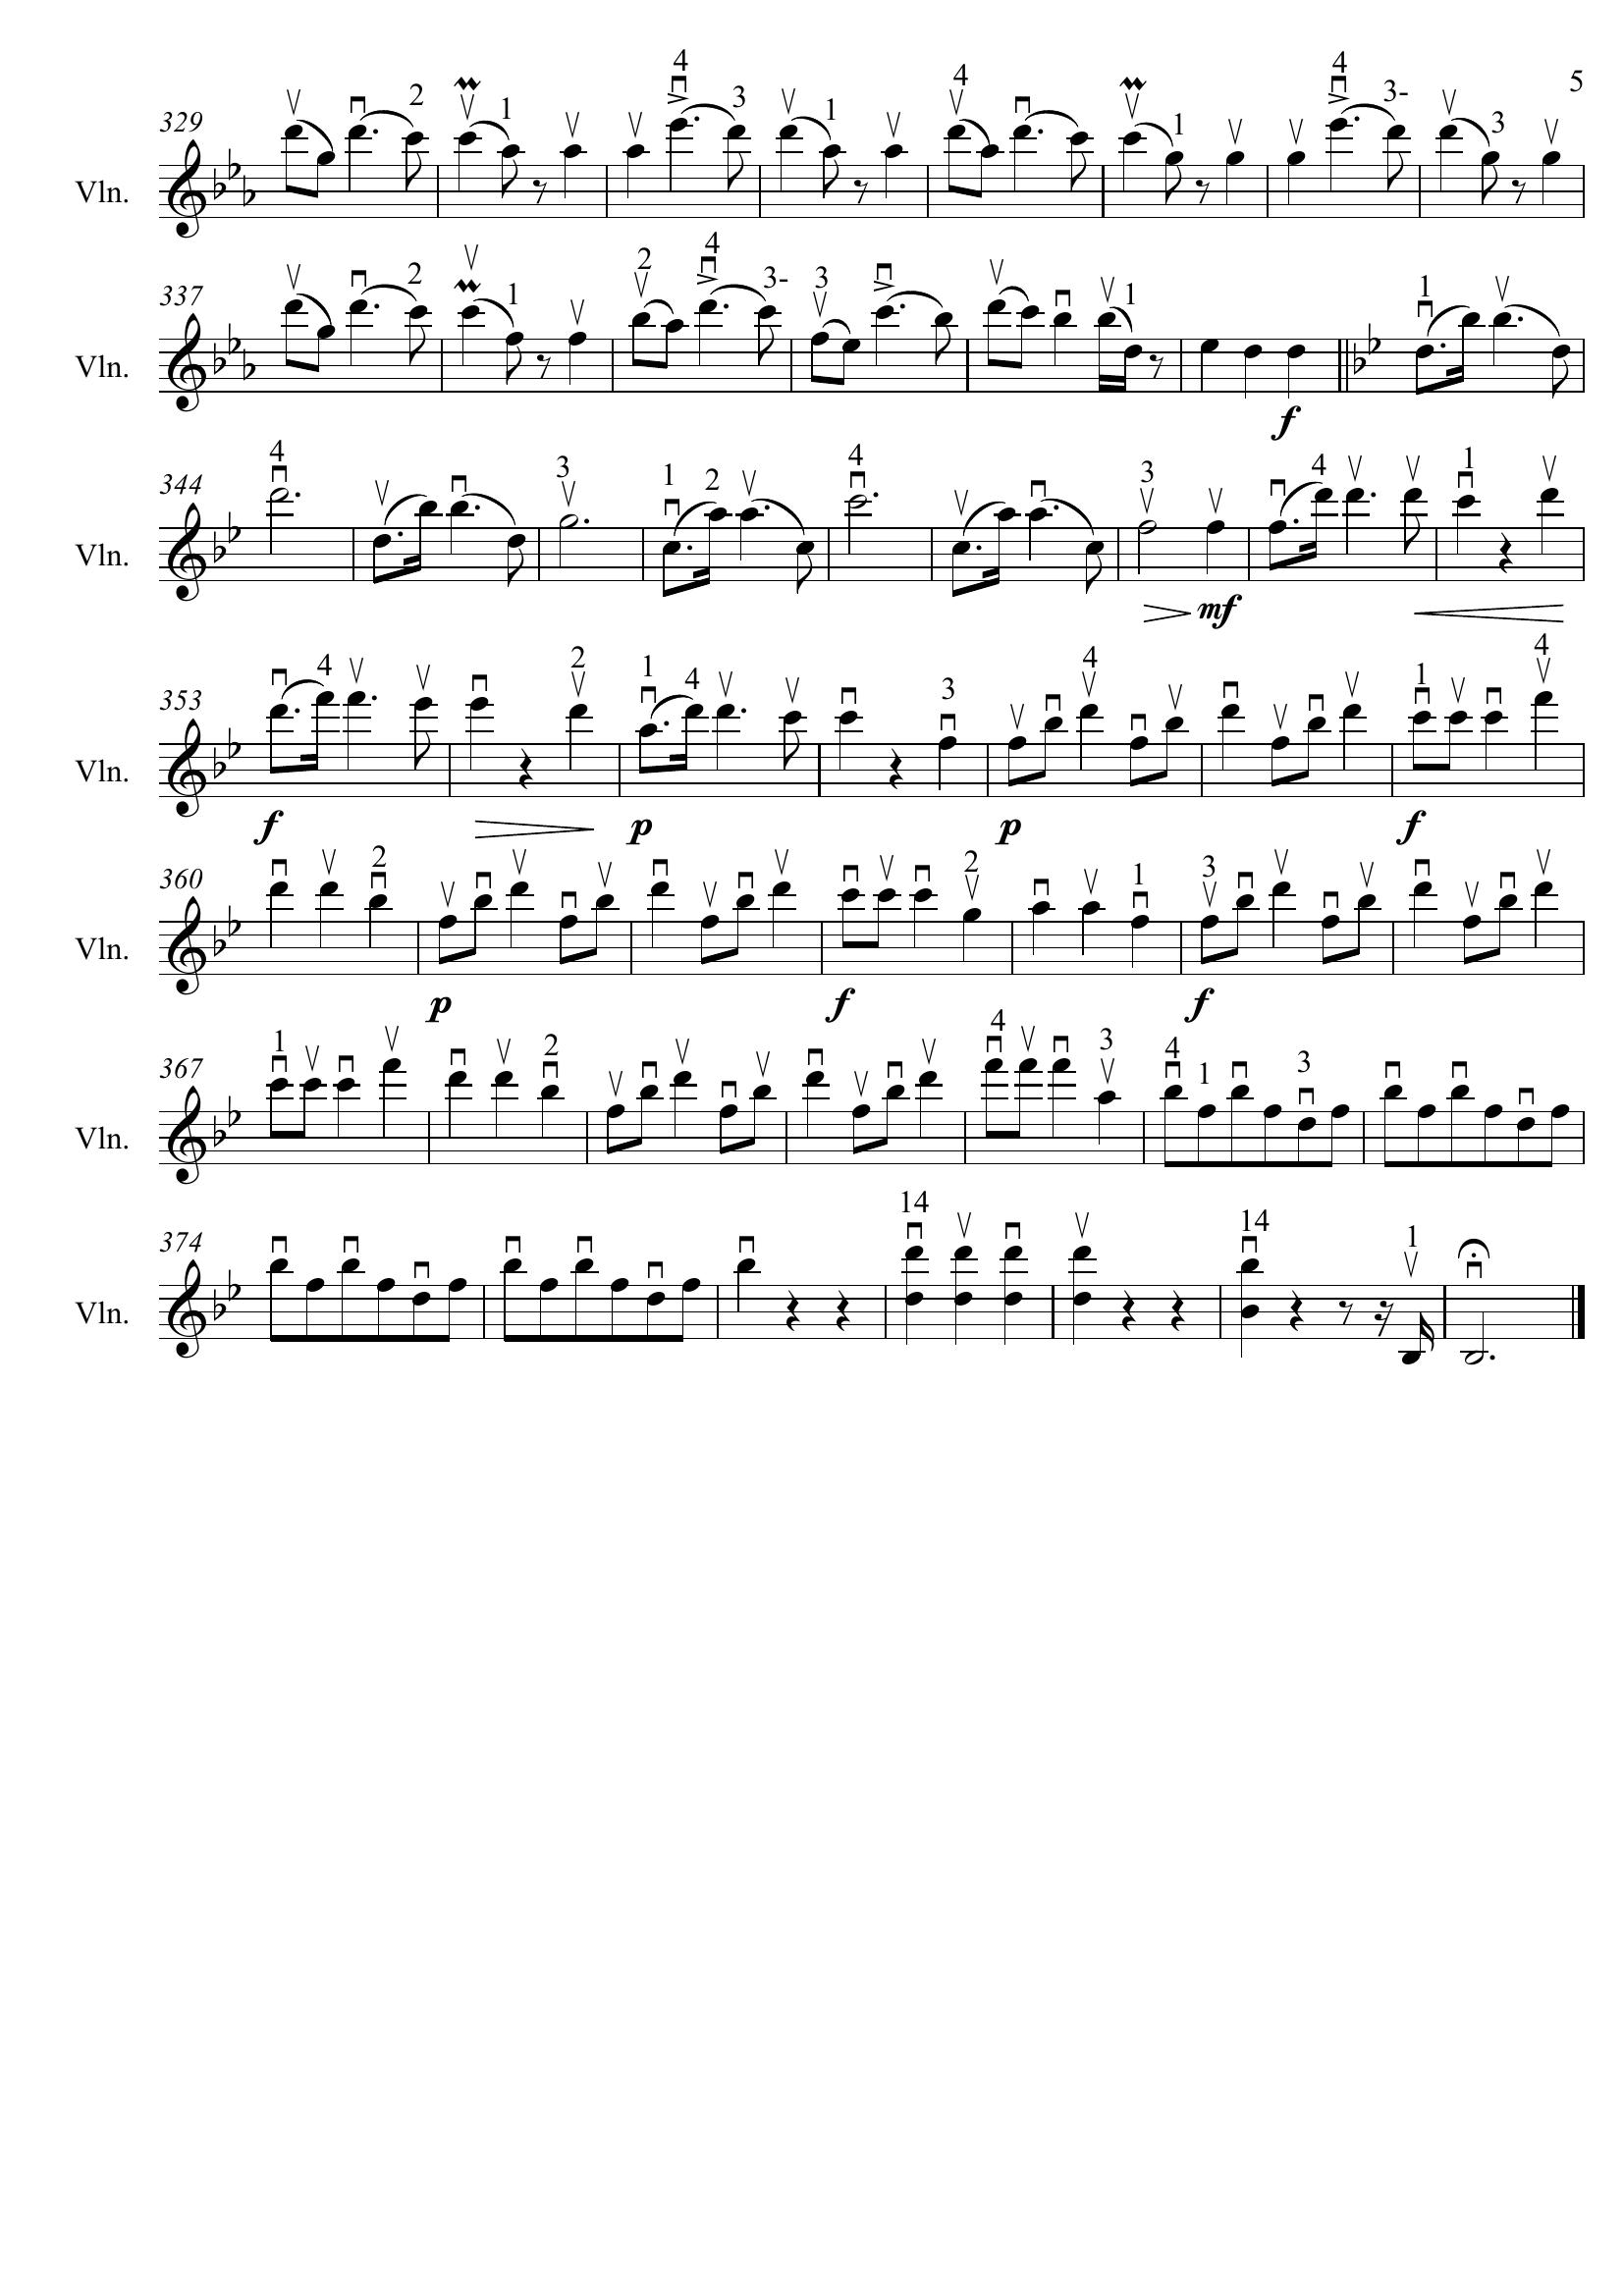 5
4
2 1 3 1 4 1 4 3- 3
329
Vln.
2 4 3- 3 1 1
2 1
337
Vln.
4 3 1 2 4 3 4 1
344
Vln.
4 2 1 4 3 4 1 4
353
f p p f
Vln.
2 2 1 3
360
Vln.
p f f
1 2 4 3 4 1 3
367
Vln.
14 14 1
374
Vln.
f
mf